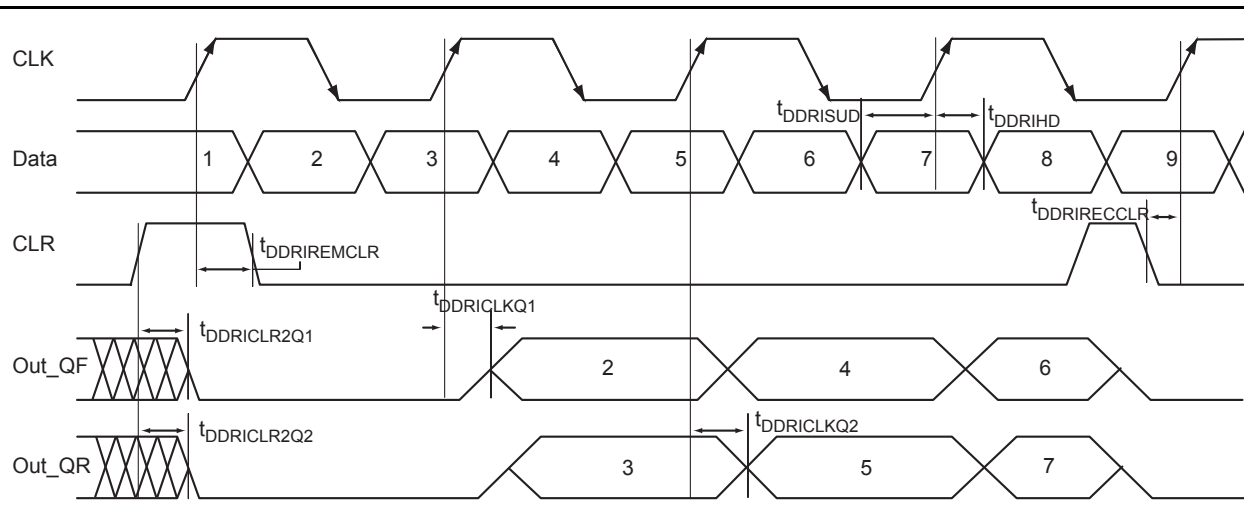 CLK
tDDRISUD
tDDRIHD
Data
1 2 3 4 5 6 7 8 9
tDDRIRECCLR
CLR
tDDRIREMCLR
tDDRICLKQ1
tDDRICLR2Q1
Out_QF
2 4 6
tDDRICLR2Q2
tDDRICLKQ2
Out_QR
3 5 7